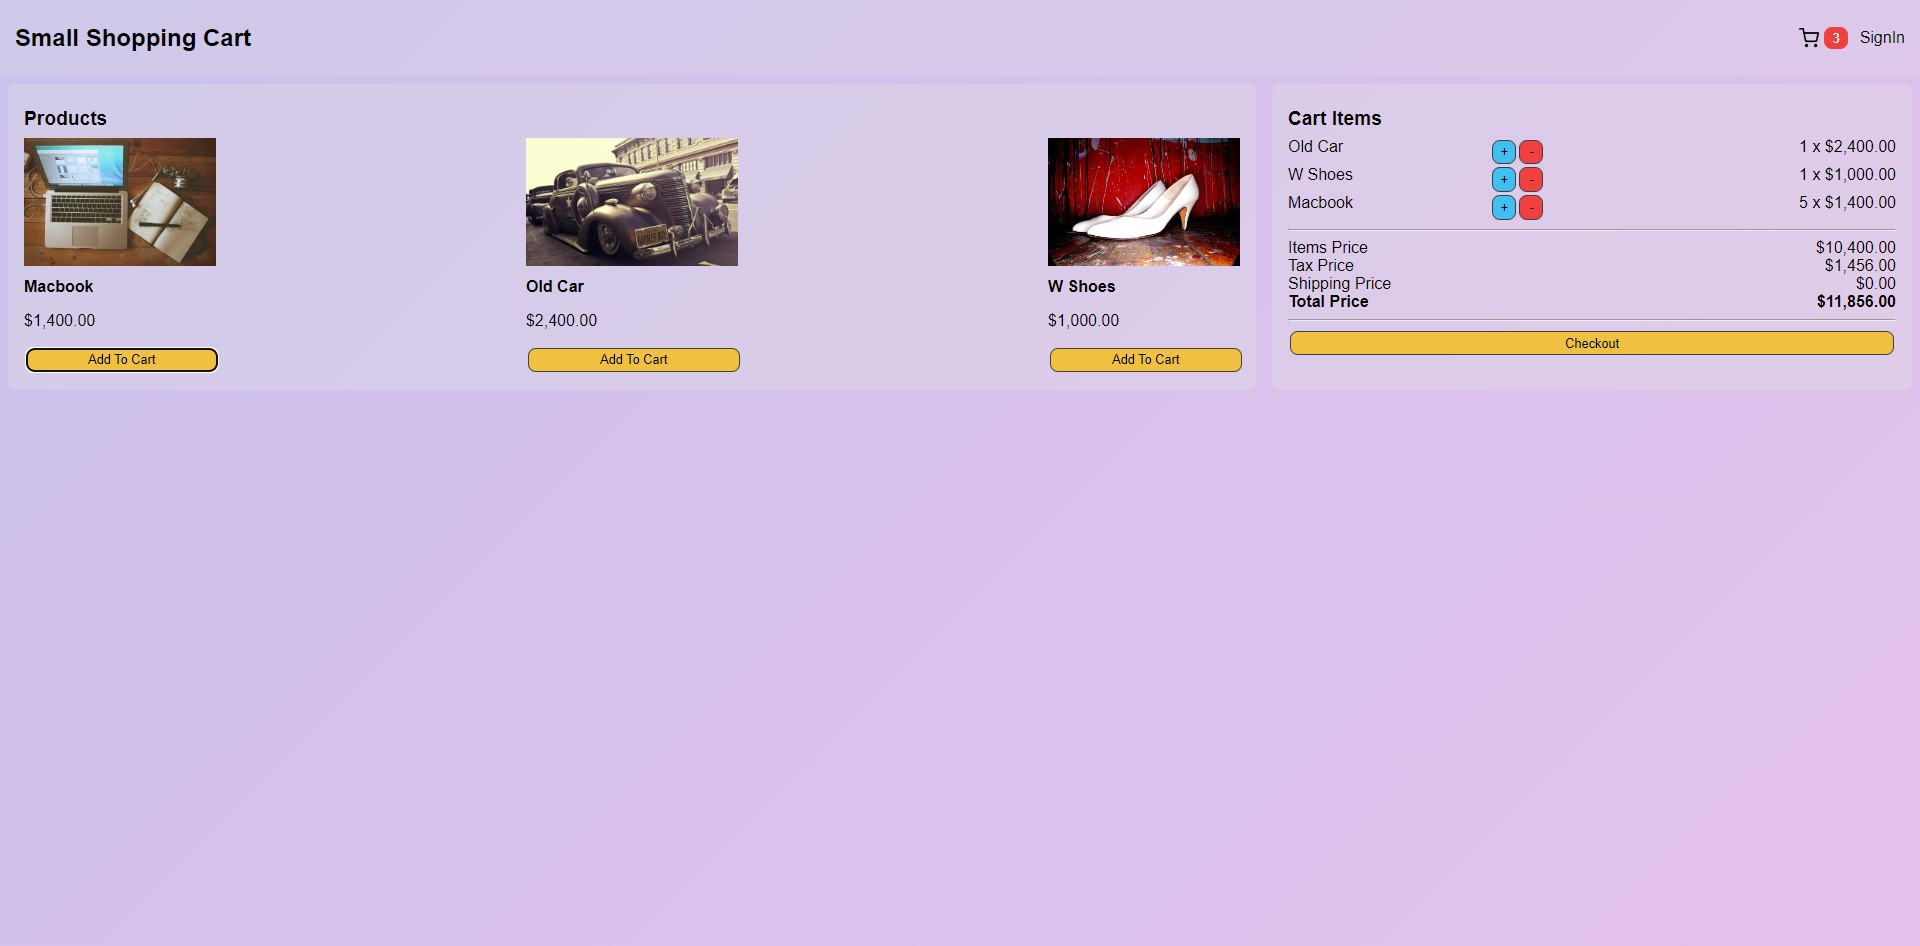 Small Shopping Cart
3 SignIn
Products
Macbook
$1,400.00
Add To Cart
Old Car
$2,400.00
Add To Cart
W Shoes
$1,000.00
Add To Cart
Cart Items
Old Car + - 1 x $2,400.00
W Shoes + - 1 x $1,000.00
Macbook + - 5 x $1,400.00
Items Price $10,400.00
Tax Price $1,456.00
Shipping Price $0.00
Total Price $11,856.00
Checkout